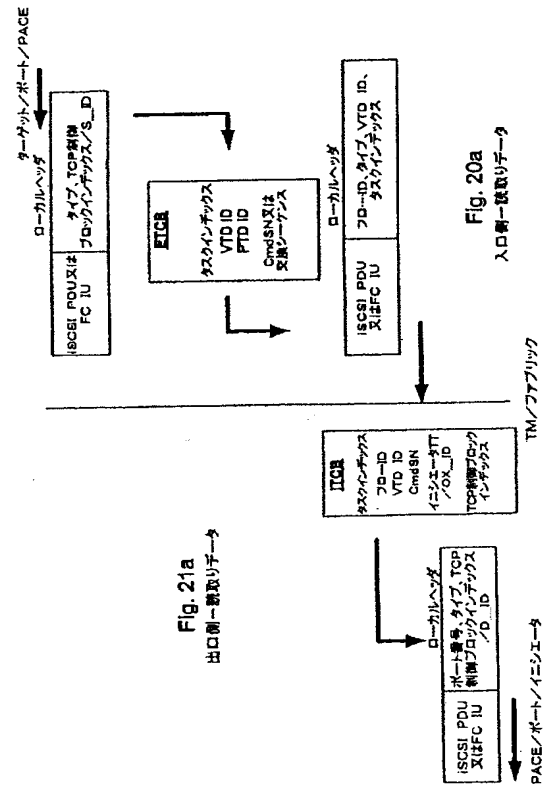 ターゲット/ポート/PACE
ローカルヘッダ
iSCSI PDU又は
FC IU
タイプ、TCP制御
ブロックインデックス/S__ID
ETCB
タスクインデックス
VTD ID
PTD ID
CmdSN又は
交換シーケンス
ローカルヘッダ
iSCSI PDU
又はFC IU
フローID、タイプ、VTD ID、
タスクインデックス
Fig. 20a
入口側ー読取りデータ
TM/ファブリック
ITCB
タスクインデックス
フローID
VTD ID
CmdSN
イニシエータTT
/OX__ID
TCP制御ブロック
インデックス
Fig. 21a
出口側ー読取りデータ
ローカルヘッダ
iSCSI PDU
又はFC IU
ポート番号、タイプ、TCP
制御ブロックインデックス
/D__ID
PACE/ポート/イニシエータ